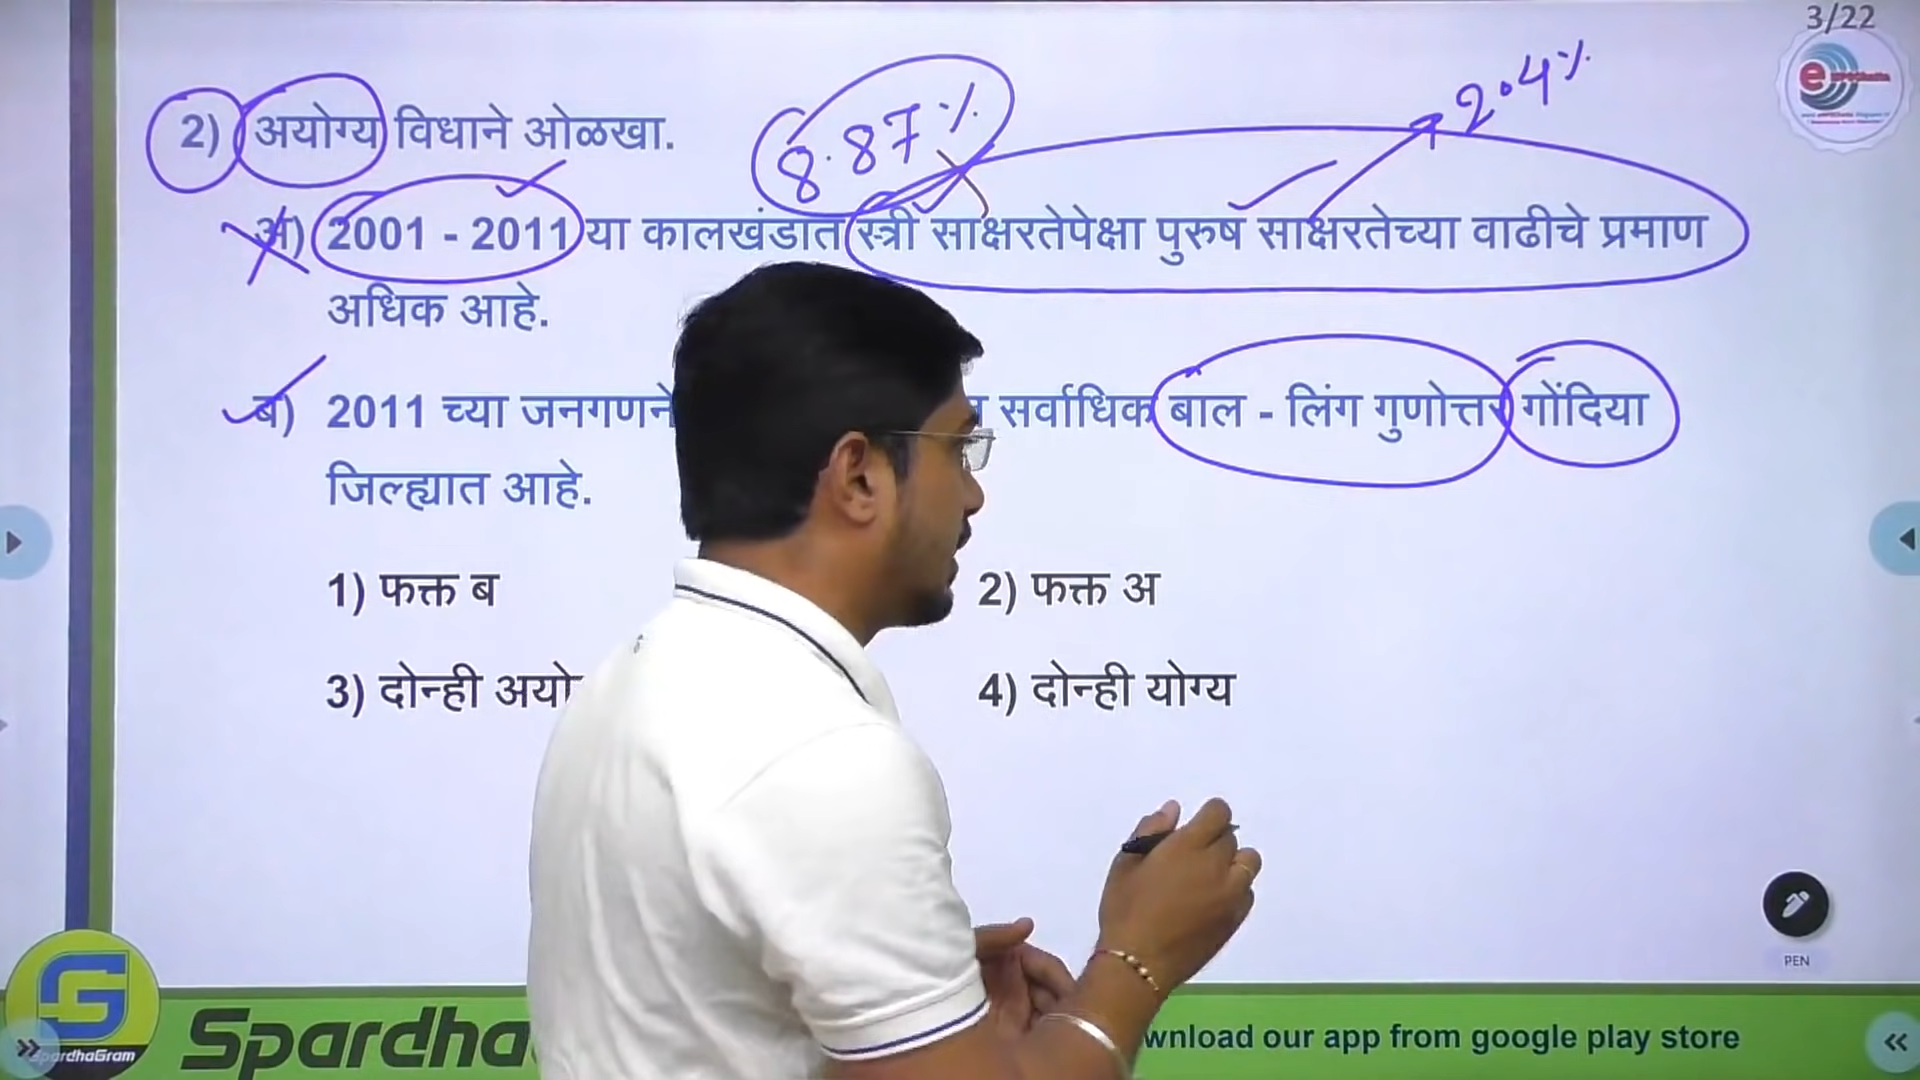 3/22
2) अयोग्य विधाने ओळखा.
8.87%
2.4%
अ) 2001 - 2011 या कालखंडात स्त्री साक्षरतेपेक्षा पुरुष साक्षरतेच्या वाढीचे प्रमाण
अधिक आहे.
ब) 2011 च्या जनगणने सर्वाधिक बाल - लिंग गुणोत्तर गोंदिया
जिल्ह्यात आहे.
1) फक्त ब 2) फक्त अ
3) दोन्ही अयो 4) दोन्ही योग्य
PEN
SpardhaGram
Spardha
wnload our app from google play store